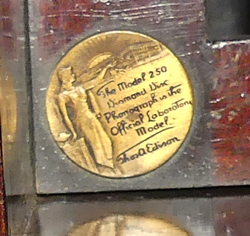 The Model 250
Diamond Disc
Phonograph is the
Official Laboratory
Model.
Thos A Edison